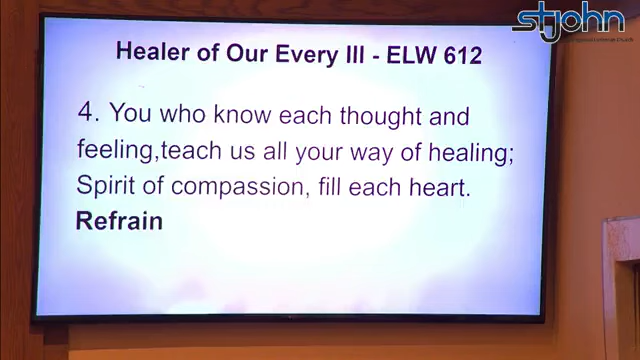 stjohn
Healer of Our Every Ill - ELW 612
4. You who know each thought and
feeling,teach us all your way of healing;
Spirit of compassion, fill each heart.
Refrain